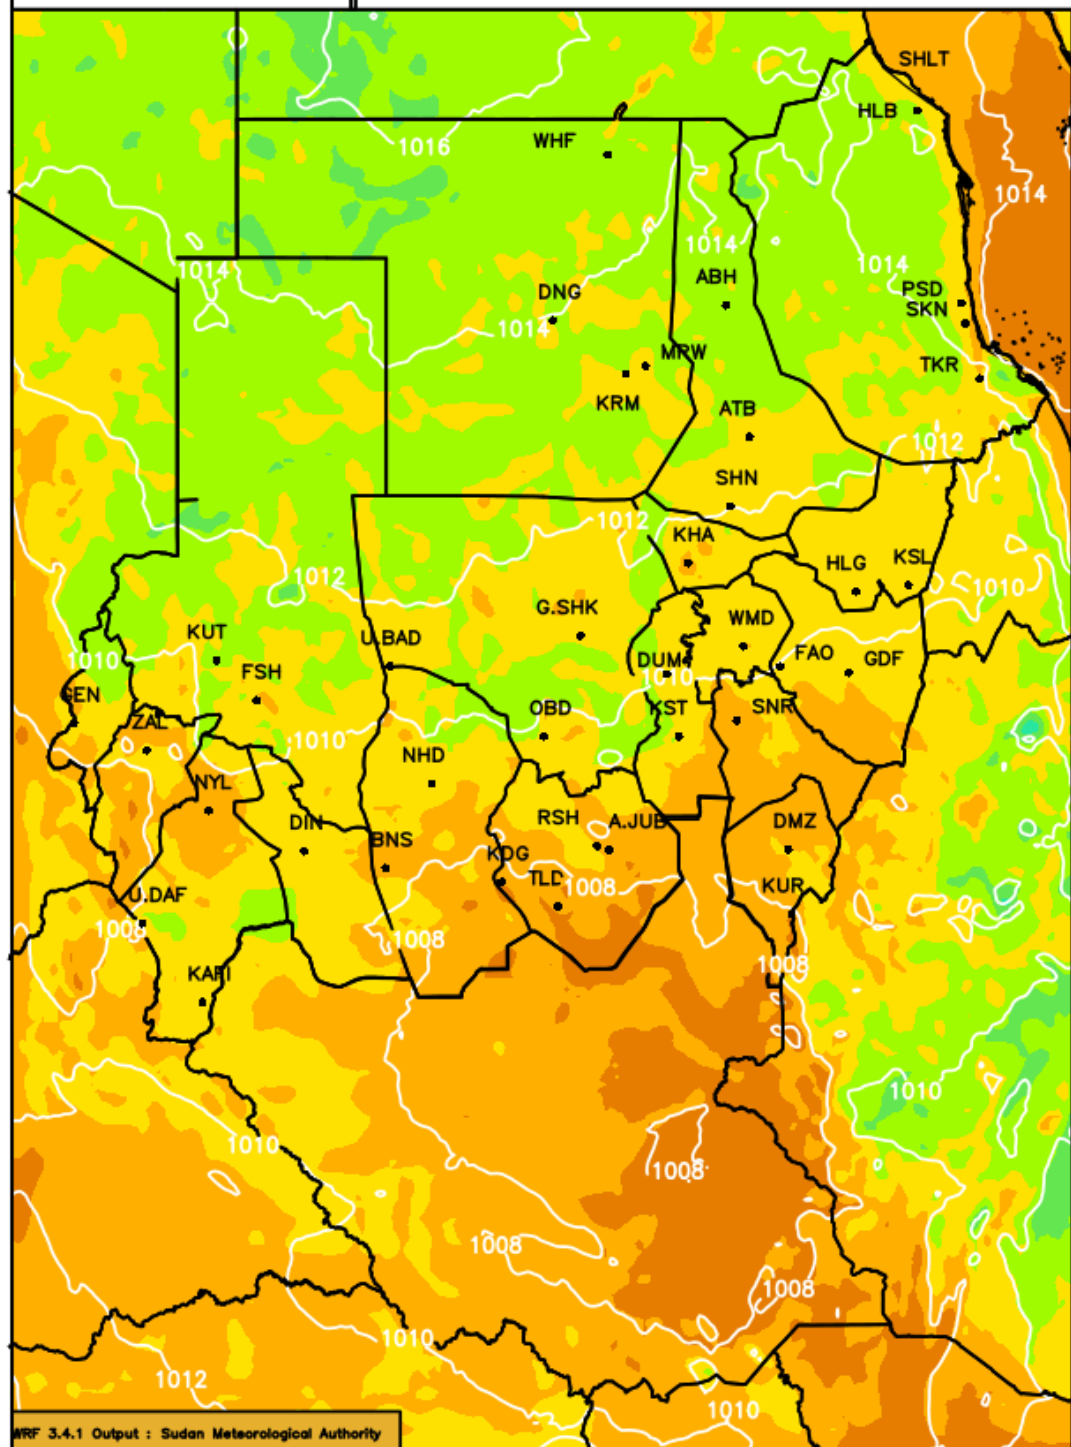 SHLT
HLB
WHF
1016
1014
1014
1014
1014
ABH
DNG
PSD
SKN
1014
MRW
TKR
KRM
ATB
1012
SHN
1012
KHA
HLG
KSL
1012
1010
G.SHK
WMD
KUT
U.BAD
DUM
FAO
GDF
1010
1010
FSH
GEN
OBD
KST
SNR
ZAL
1010
NHD
NYL
RSH
A.JUB
DMZ
DIN
BNS
KDG
TLD
1008
KUR
U.DAF
1008
1008
1008
KAFI
1010
1010
1008
1008
1008
1010
1012
1010
WRF 3.4.1 Output : Sudan Meteorological Authority